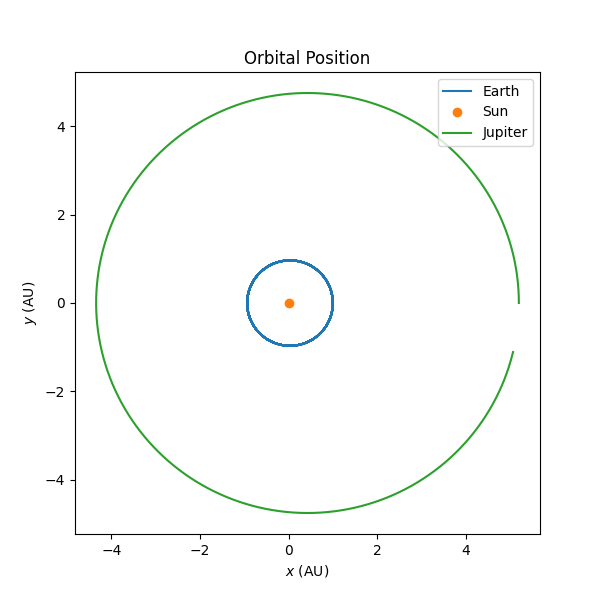 Orbital Position
Earth
Sun
Jupiter
4
2
0
−2
−4
y (AU)
−4
−2
0
2
4
x (AU)